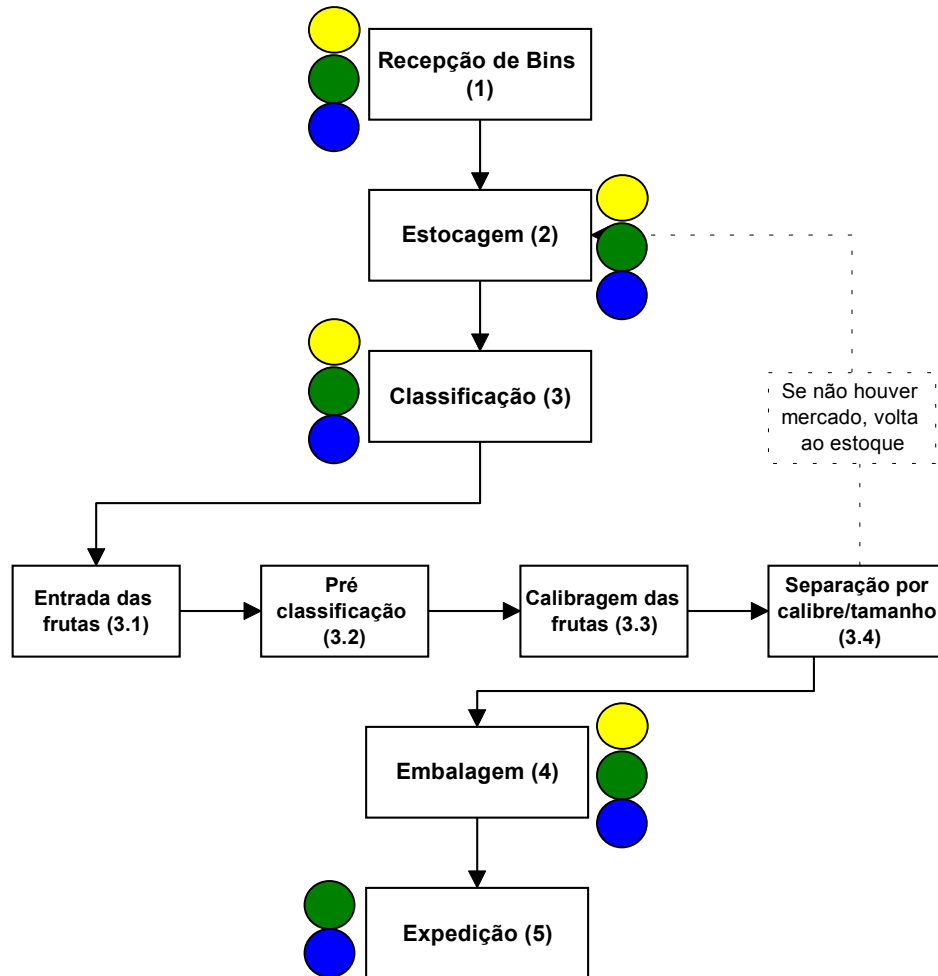 Recepção de Bins
(1)
Estocagem (2)
Classificação (3)
Se não houver
mercado, volta
ao estoque
Entrada das
frutas (3.1)
Pré
classificação
(3.2)
Calibragem das
frutas (3.3)
Separação por
calibre/tamanho
(3.4)
Embalagem (4)
Expedição (5)